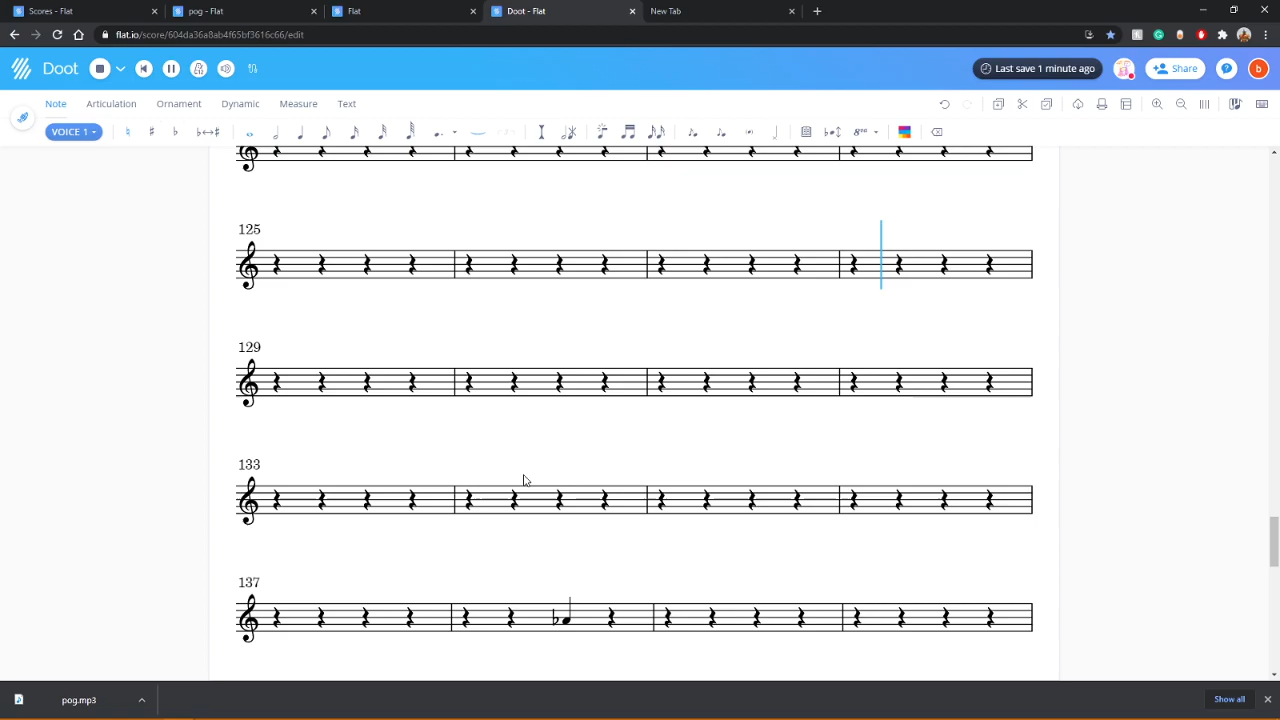 Scores - Flat
pog - Flat
Flat
Doot - Flat
New Tab
flat.io/score/604da36a8ab4f65bf3616c66/edit
Doot
Last save 1 minute ago
Share
b
Note
Articulation
Ornament
Dynamic
Measure
Text
VOICE 1
8va
125
129
133
137
pog.mp3
Show all